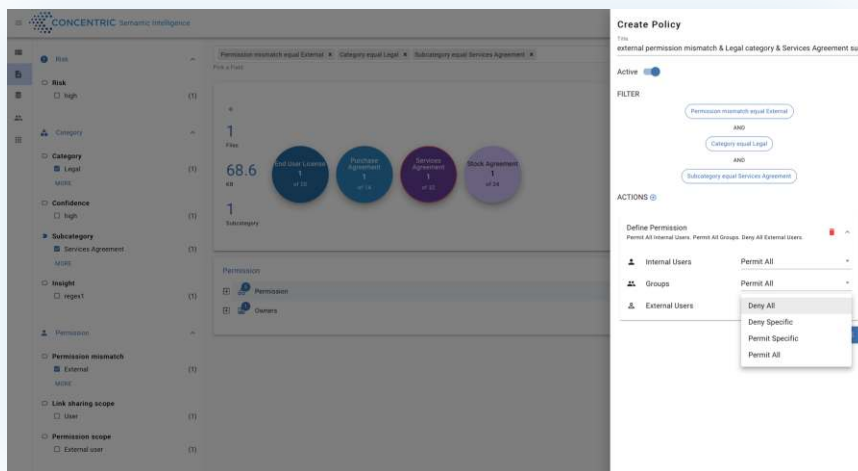 CONCENTRIC Semantic Intelligence
Risk
Risk
high (1)
Category
Category
Legal (1)
MORE
Confidence
high (1)
Subcategory
Services Agreement (1)
MORE
Insight
regex1 (1)
Permission
Permission mismatch
External (1)
MORE
Link sharing scope
User (1)
Permission scope
External user (1)
Permission mismatch equal External x Category equal Legal x Subcategory equal Services Agreement x
Pick a Field
1
Files
68.6
KB
1
Subcategory
End User License
1
Purchase Agreement
1
of 14
Services Agreement
1
of 32
Stock Agreement
1
of 24
Permission
Permission
Owners
Create Policy
Title
external permission mismatch & Legal category & Services Agreement su
Active
FILTER
Permission mismatch equal External
AND
Category equal Legal
AND
Subcategory equal Services Agreement
ACTIONS
Define Permission
Permit All Internal Users. Permit All Groups. Deny All External Users.
Internal Users Permit All
Groups Permit All
External Users
Deny All
Deny Specific
Permit Specific
Permit All